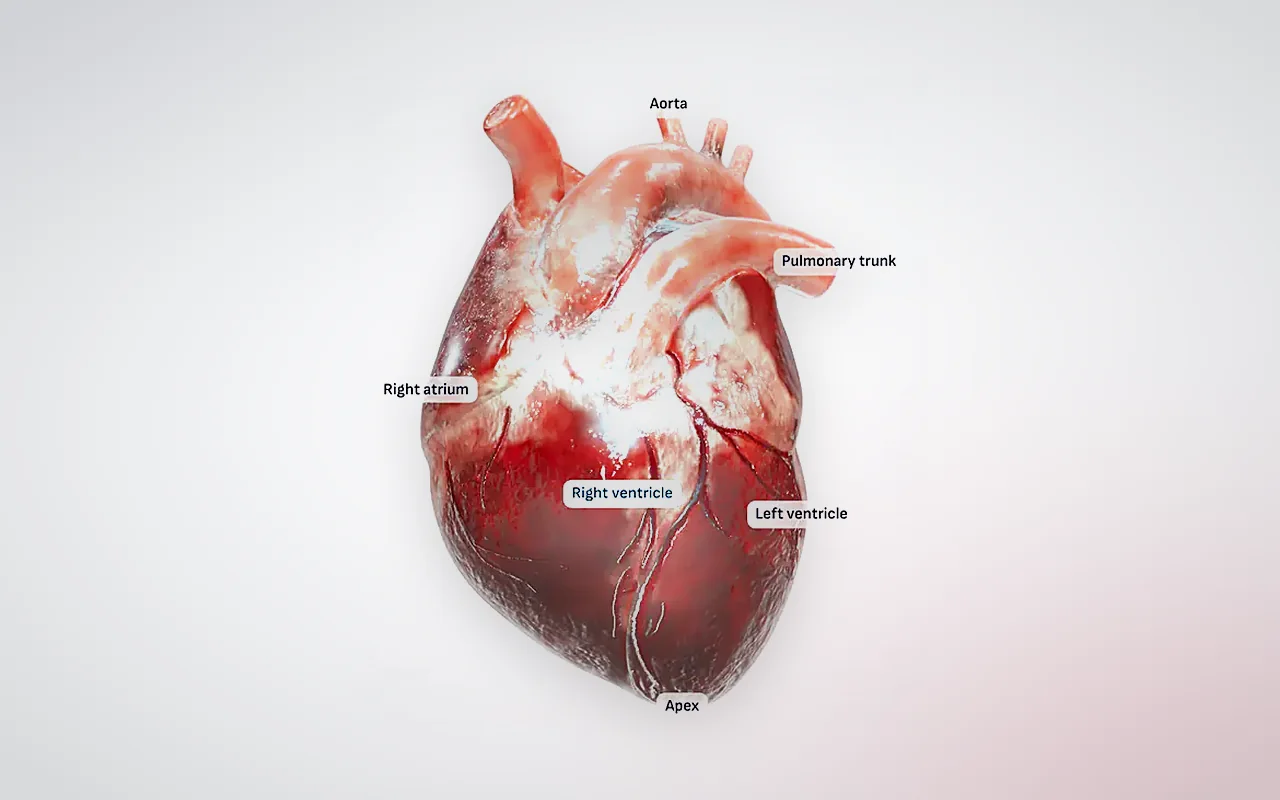 Aorta
Pulmonary trunk
Right atrium
Right ventricle
Left ventricle
Apex